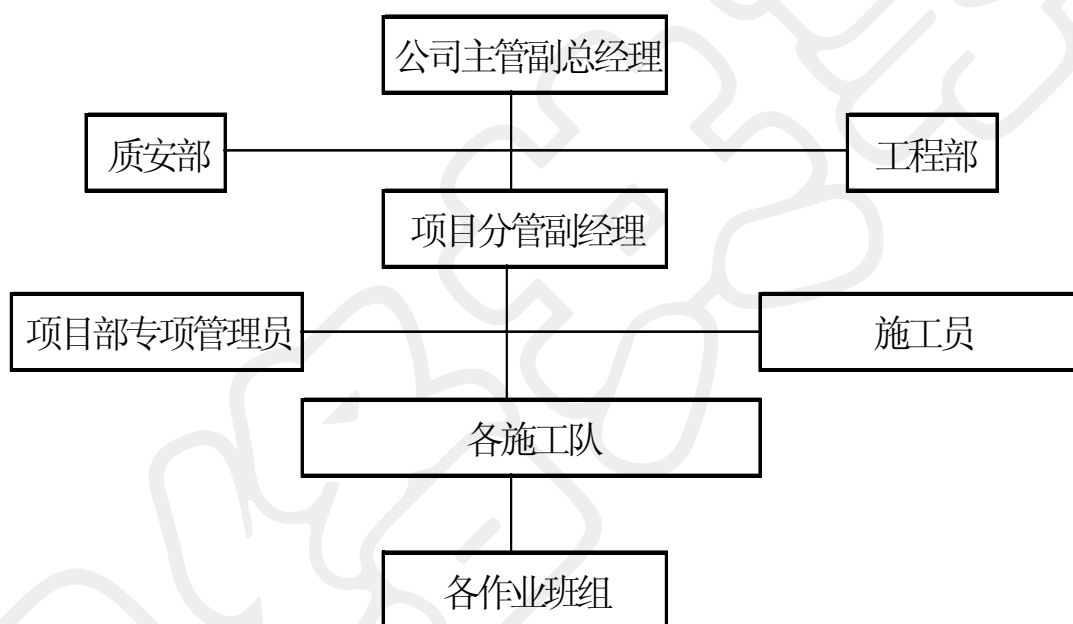 公司主管副总经理
质安部
工程部
项目分管副经理
项目部专项管理员
施工员
各施工队
各作业班组